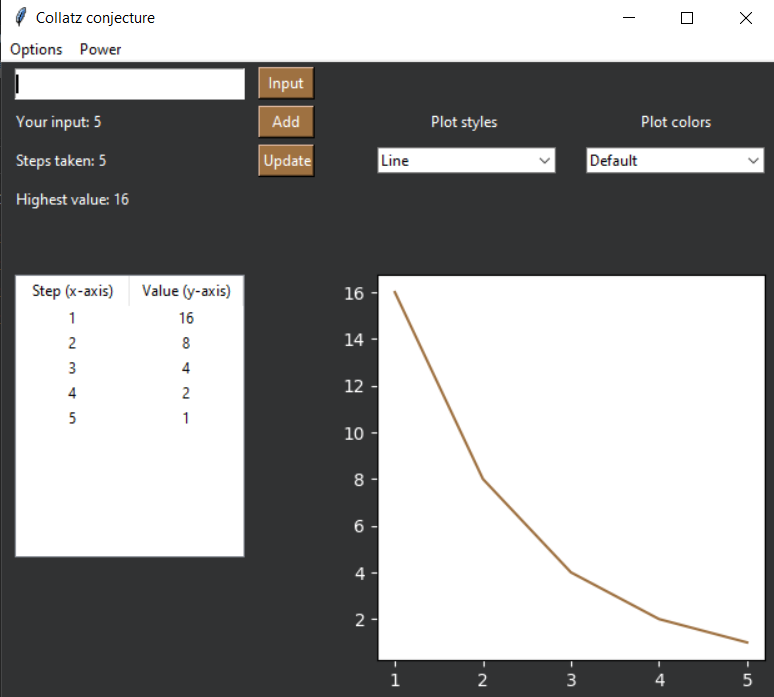 Collatz conjecture
Options Power
Input
Your input: 5 Add Plot styles Plot colors
Steps taken: 5 Update Line Default
Highest value: 16
Step (x-axis) Value (y-axis)
1 16
2 8
3 4
4 2
5 1
16
14
12
10
8
6
4
2
1 2 3 4 5